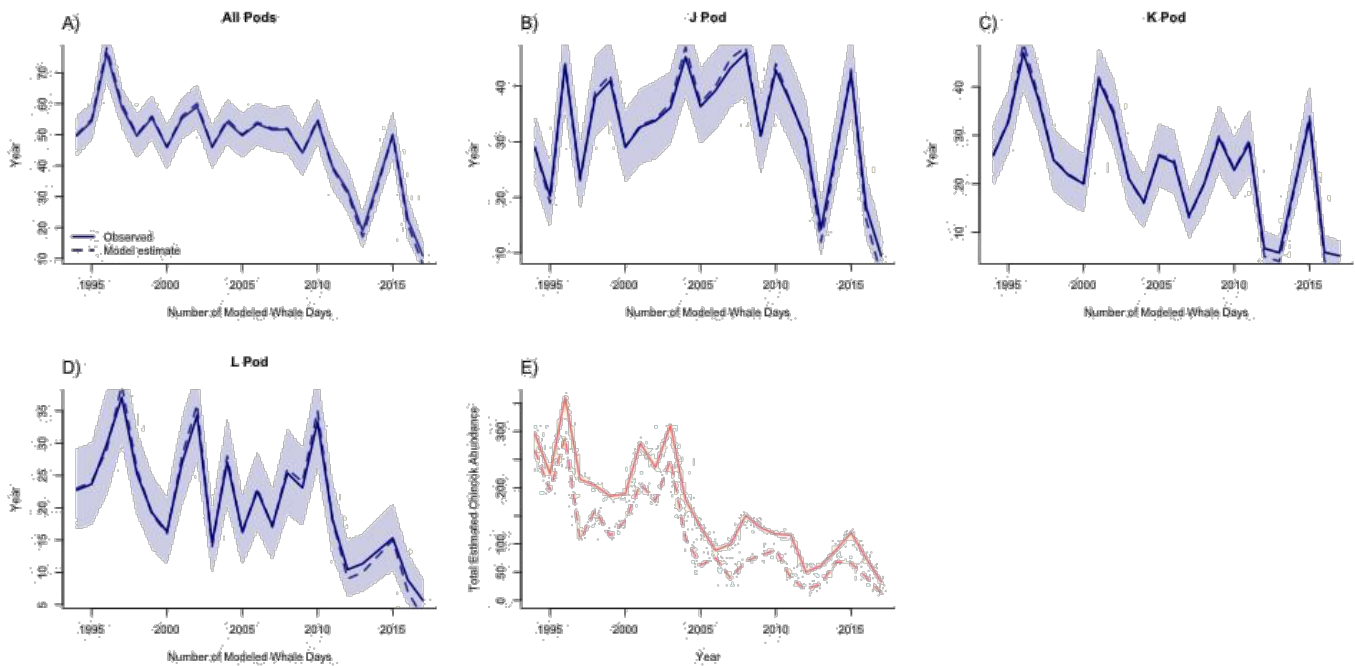 A)
All Pods
Year
70
60
50
40
30
20
10
Observed
Model estimate
1995
2000
2005
2010
2015
Number of Modeled Whale Days
B)
J Pod
Year
40
30
20
10
1995
2000
2005
2010
2015
Number of Modeled Whale Days
C)
K Pod
Year
40
30
20
10
1995
2000
2005
2010
2015
Number of Modeled Whale Days
D)
L Pod
Year
35
30
25
20
15
10
5
1995
2000
2005
2010
2015
Number of Modeled Whale Days
E)
Total Estimated Chinook Abundance
300
200
100
50
0
1995
2000
2005
2010
2015
Year